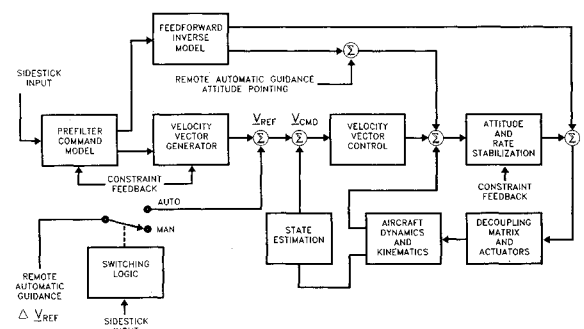 FEEDFORWARD
INVERSE
MODEL
SIDESTICK
INPUT
REMOTE AUTOMATIC GUIDANCE
ATTITUDE POINTING
Σ
PREFILTER
COMMAND
MODEL
VELOCITY
VECTOR
GENERATOR
V_REF
Σ
V_CMD
Σ
VELOCITY
VECTOR
CONTROL
Σ
ATTITUDE
AND
RATE
STABILIZATION
Σ
CONSTRAINT
FEEDBACK
CONSTRAINT
FEEDBACK
AUTO
MAN
STATE
ESTIMATION
AIRCRAFT
DYNAMICS
AND
KINEMATICS
DECOUPLING
MATRIX
AND
ACTUATORS
SWITCHING
LOGIC
REMOTE
AUTOMATIC
GUIDANCE
△ V_REF
SIDESTICK
INPUT